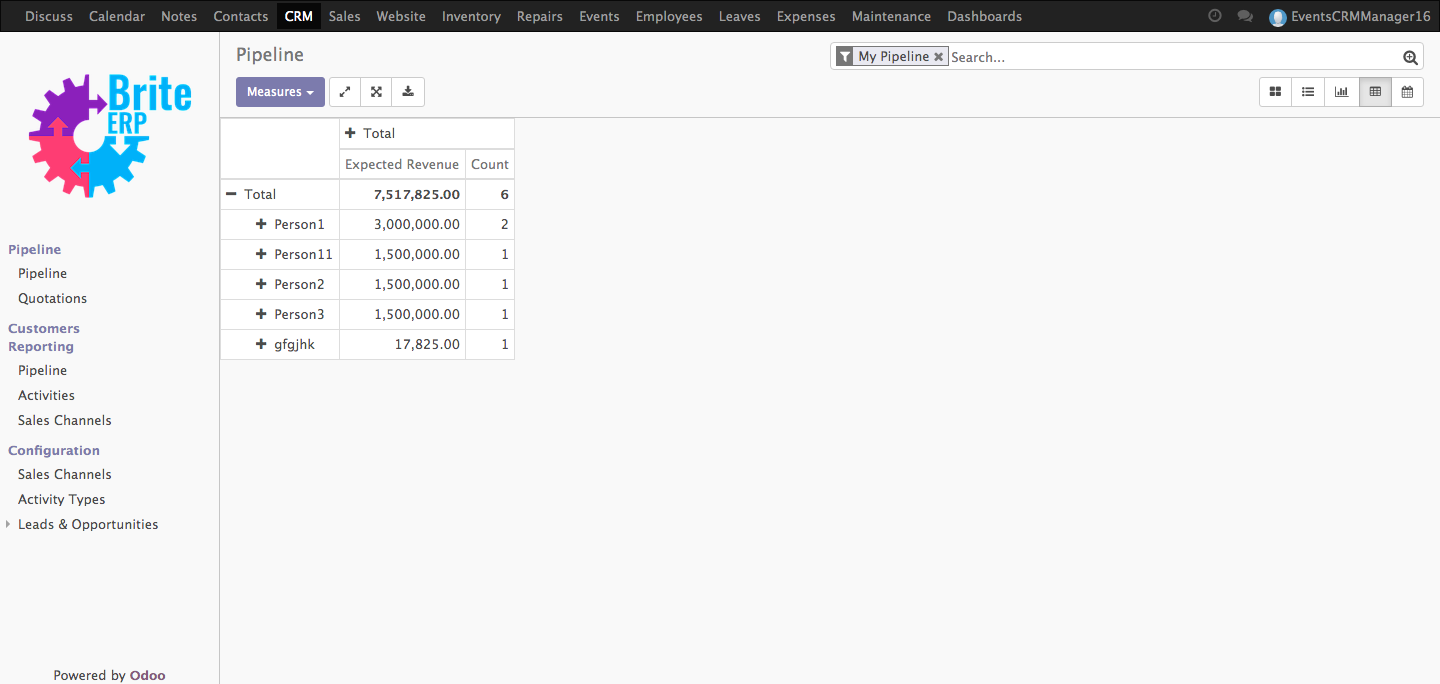 Discuss Calendar Notes Contacts CRM Sales Website Inventory Repairs Events Employees Leaves Expenses Maintenance Dashboards EventsCRMManager16
Brite
ERP
Pipeline
Pipeline
Quotations
Customers
Reporting
Pipeline
Activities
Sales Channels
Configuration
Sales Channels
Activity Types
Leads & Opportunities
Powered by Odoo
Pipeline
My Pipeline Search...
Measures
Total
Expected Revenue Count
Total 7,517,825.00 6
Person1 3,000,000.00 2
Person11 1,500,000.00 1
Person2 1,500,000.00 1
Person3 1,500,000.00 1
gfgjhk 17,825.00 1